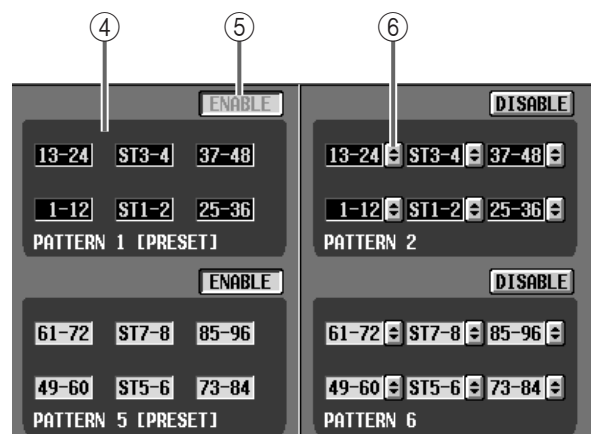 4 5 6
ENABLE DISABLE
13-24 ST3-4 37-48 13-24 ST3-4 37-48
1-12 ST1-2 25-36 1-12 ST1-2 25-36
PATTERN 1 [PRESET] PATTERN 2
ENABLE DISABLE
61-72 ST7-8 85-96 61-72 ST7-8 85-96
49-60 ST5-6 73-84 49-60 ST5-6 73-84
PATTERN 5 [PRESET] PATTERN 6